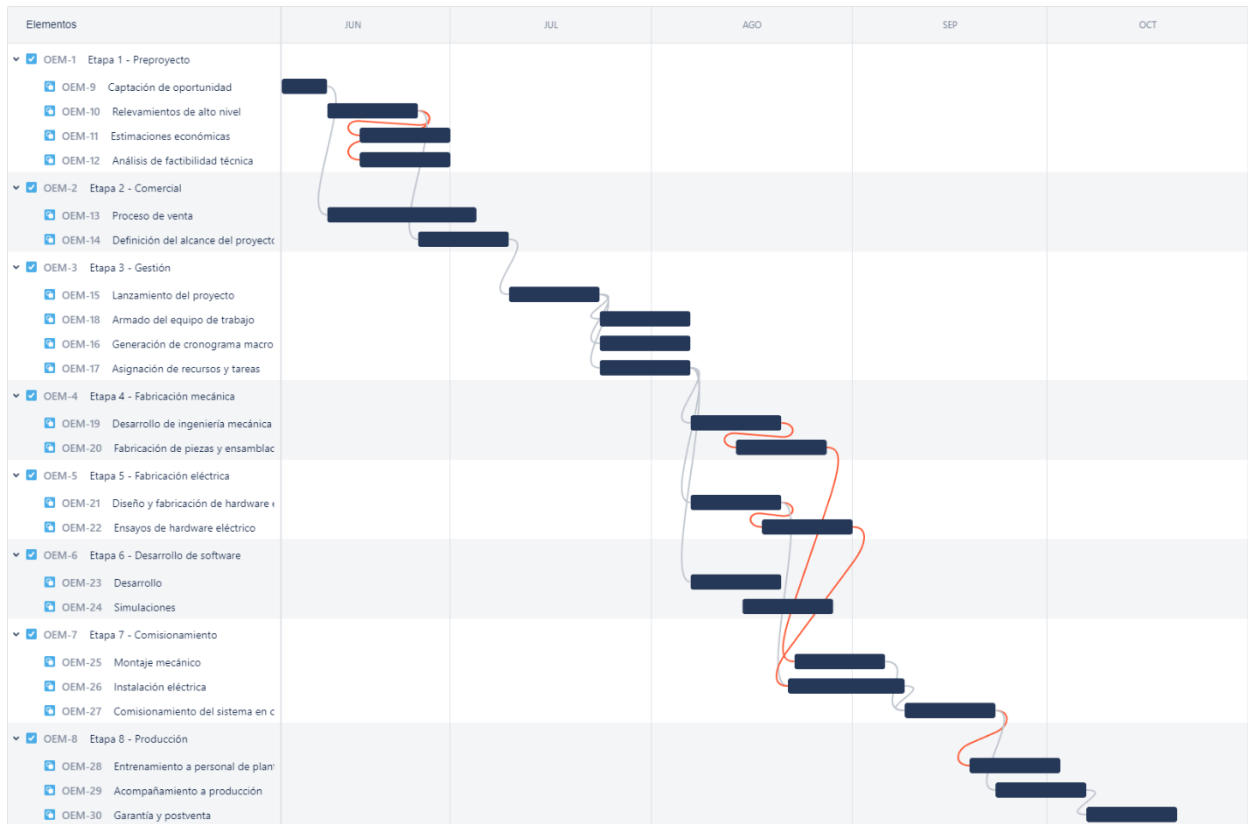 Elementos JUN JUL AGO SEP OCT
OEM-1 Etapa 1 - Preproyecto
OEM-9 Captación de oportunidad
OEM-10 Relevamientos de alto nivel
OEM-11 Estimaciones económicas
OEM-12 Análisis de factibilidad técnica
OEM-2 Etapa 2 - Comercial
OEM-13 Proceso de venta
OEM-14 Definición del alcance del proyecto
OEM-3 Etapa 3 - Gestión
OEM-15 Lanzamiento del proyecto
OEM-18 Armado del equipo de trabajo
OEM-16 Generación de cronograma macro
OEM-17 Asignación de recursos y tareas
OEM-4 Etapa 4 - Fabricación mecánica
OEM-19 Desarrollo de ingeniería mecánica
OEM-20 Fabricación de piezas y ensamblac
OEM-5 Etapa 5 - Fabricación eléctrica
OEM-21 Diseño y fabricación de hardware e
OEM-22 Ensayos de hardware eléctrico
OEM-6 Etapa 6 - Desarrollo de software
OEM-23 Desarrollo
OEM-24 Simulaciones
OEM-7 Etapa 7 - Comisionamiento
OEM-25 Montaje mecánico
OEM-26 Instalación eléctrica
OEM-27 Comisionamiento del sistema en c
OEM-8 Etapa 8 - Producción
OEM-28 Entrenamiento a personal de plan
OEM-29 Acompañamiento a producción
OEM-30 Garantía y postventa